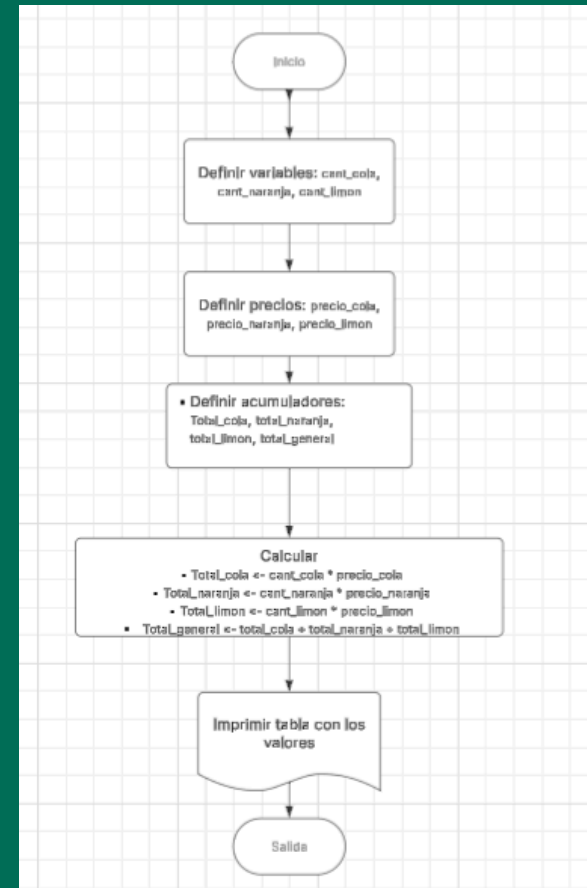 Inicio
Definir variables: cant_cola,
cant_naranja, cant_limon
Definir precios: precio_cola,
precio_naranja, precio_limon
▪ Definir acumuladores:
Total_cola, total_naranja,
total_limon, total_general
Calcular
▪ Total_cola <- cant_cola * precio_cola
▪ Total_naranja <- cant_naranja * precio_naranja
▪ Total_limon <- cant_limon * precio_limon
▪ Total_general <- total_cola + total_naranja + total_limon
Imprimir tabla con los
valores
Salida